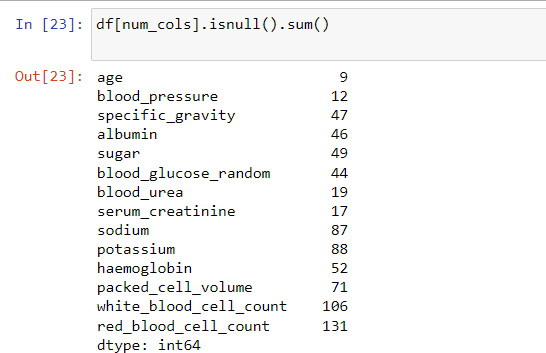 In [23]: df[num_cols].isnull().sum()
Out[23]: age 9
blood_pressure 12
specific_gravity 47
albumin 46
sugar 49
blood_glucose_random 44
blood_urea 19
serum_creatinine 17
sodium 87
potassium 88
haemoglobin 52
packed_cell_volume 71
white_blood_cell_count 106
red_blood_cell_count 131
dtype: int64